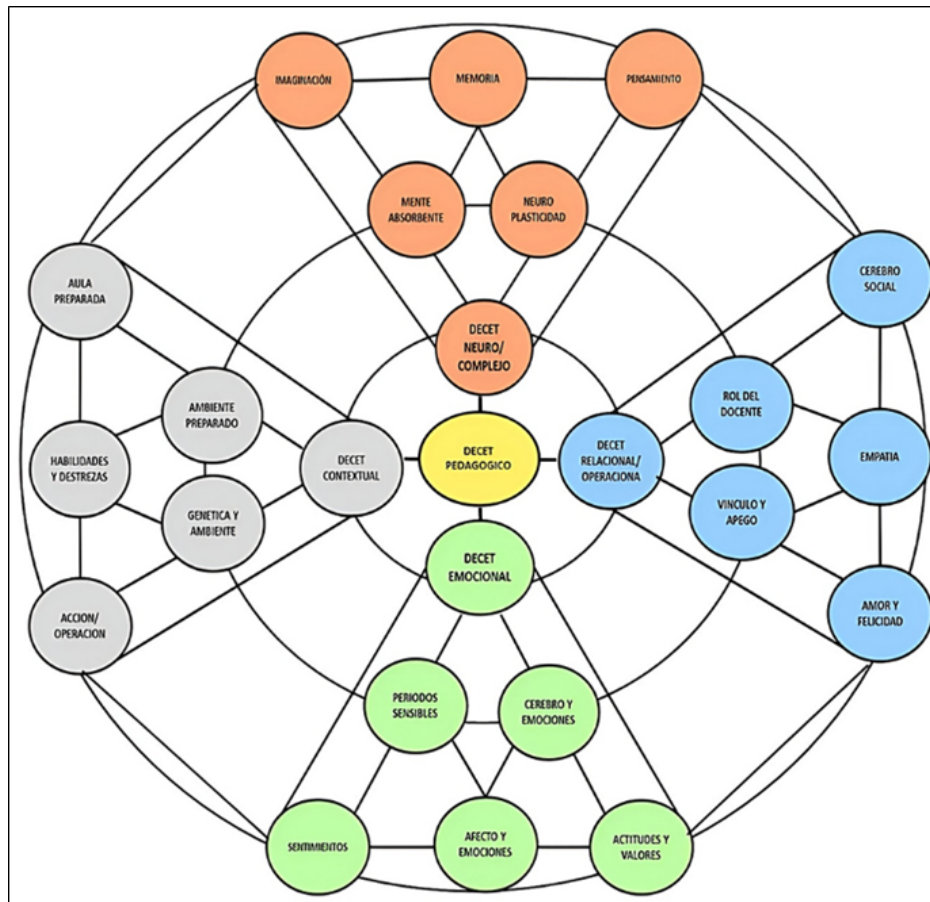 IMAGINACIÓN
MEMORIA
PENSAMIENTO
MENTE
ABSORBENTE
NEURO
PLASTICIDAD
DECET
NEURO/
COMPLEJO
AULA
PREPARADA
AMBIENTE
PREPARADO
HABILIDADES
Y DESTREZAS
GENETICA Y
AMBIENTE
ACCION/
OPERACION
DECET
CONTEXTUAL
DECET
PEDAGOGICO
DECET
RELACIONAL/
OPERACIONA
CEREBRO
SOCIAL
ROL DEL
DOCENTE
EMPATIA
VINCULO Y
APEGO
AMOR Y
FELICIDAD
DECET
EMOCIONAL
PERIODOS
SENSIBLES
CEREBRO Y
EMOCIONES
SENTIMIENTOS
AFECTO Y
EMOCIONES
ACTITUDES Y
VALORES